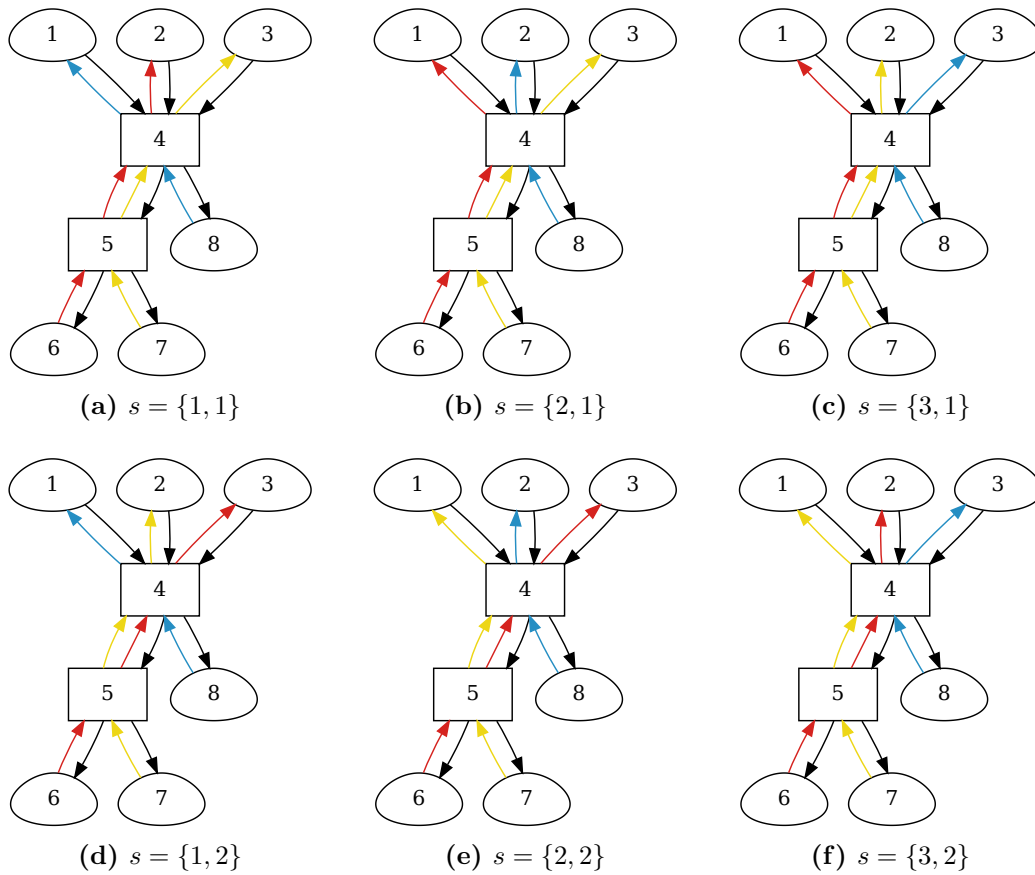 1 2 3 1 2 3 1 2 3
4 4 4
5 8 5 8 5 8
6 7 6 7 6 7
(a) s = {1, 1} (b) s = {2, 1} (c) s = {3, 1}
1 2 3 1 2 3 1 2 3
4 4 4
5 8 5 8 5 8
6 7 6 7 6 7
(d) s = {1, 2} (e) s = {2, 2} (f) s = {3, 2}